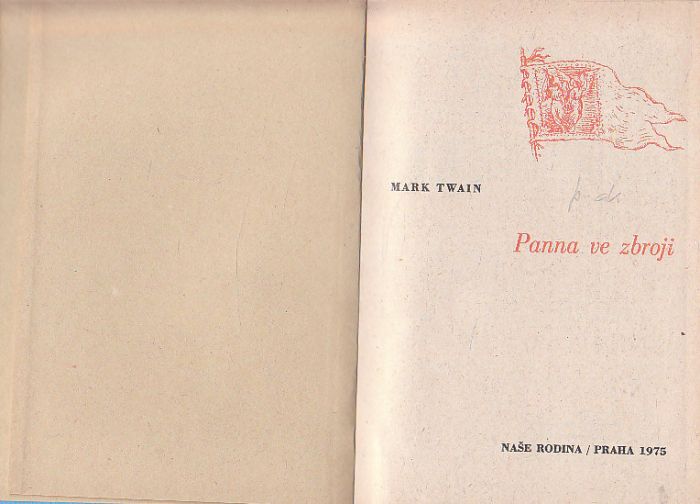 MARK TWAIN
Panna ve zbroji
NAŠE RODINA / PRAHA 1975